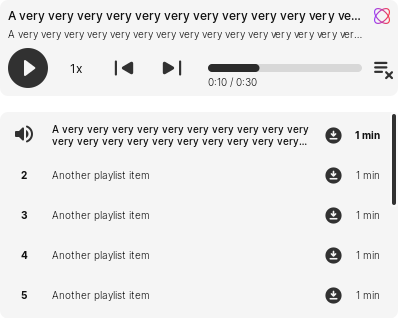 A very very very very very very very very very very very ve...
A very very very very very very very very very very very very very ver...
1x
0:10 / 0:30
A very very very very very very very very very
very very very very very very very very very... 1 min
2 Another playlist item 1 min
3 Another playlist item 1 min
4 Another playlist item 1 min
5 Another playlist item 1 min